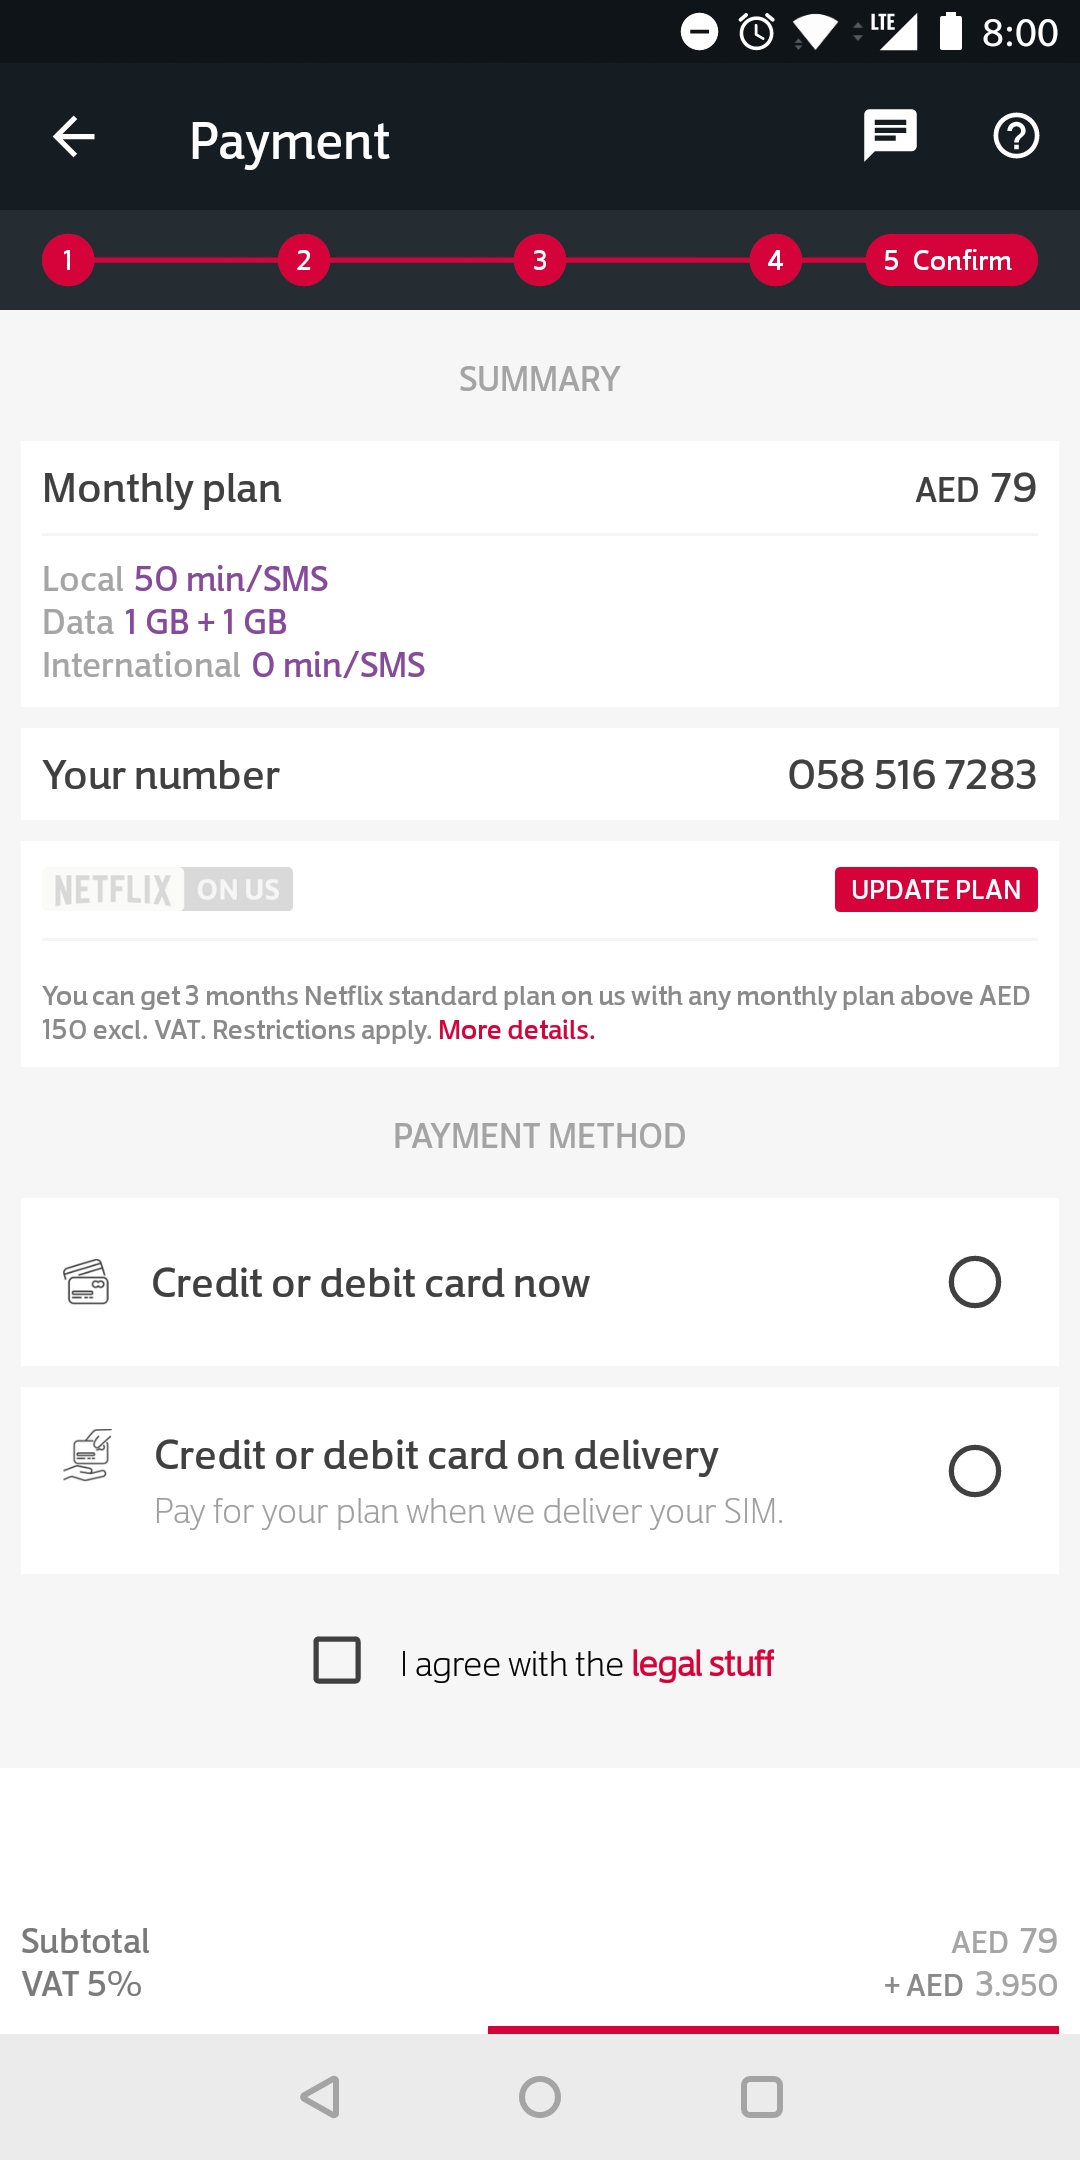 LTE 8:00
Payment
1 2 3 4 5 Confirm
SUMMARY
Monthly plan AED 79
Local 50 min/SMS
Data 1 GB + 1 GB
International 0 min/SMS
Your number 058 516 7283
NETFLIX ON US UPDATE PLAN
You can get 3 months Netflix standard plan on us with any monthly plan above AED
150 excl. VAT. Restrictions apply. More details.
PAYMENT METHOD
Credit or debit card now
Credit or debit card on delivery
Pay for your plan when we deliver your SIM.
I agree with the legal stuff
Subtotal AED 79
VAT 5% + AED 3.950